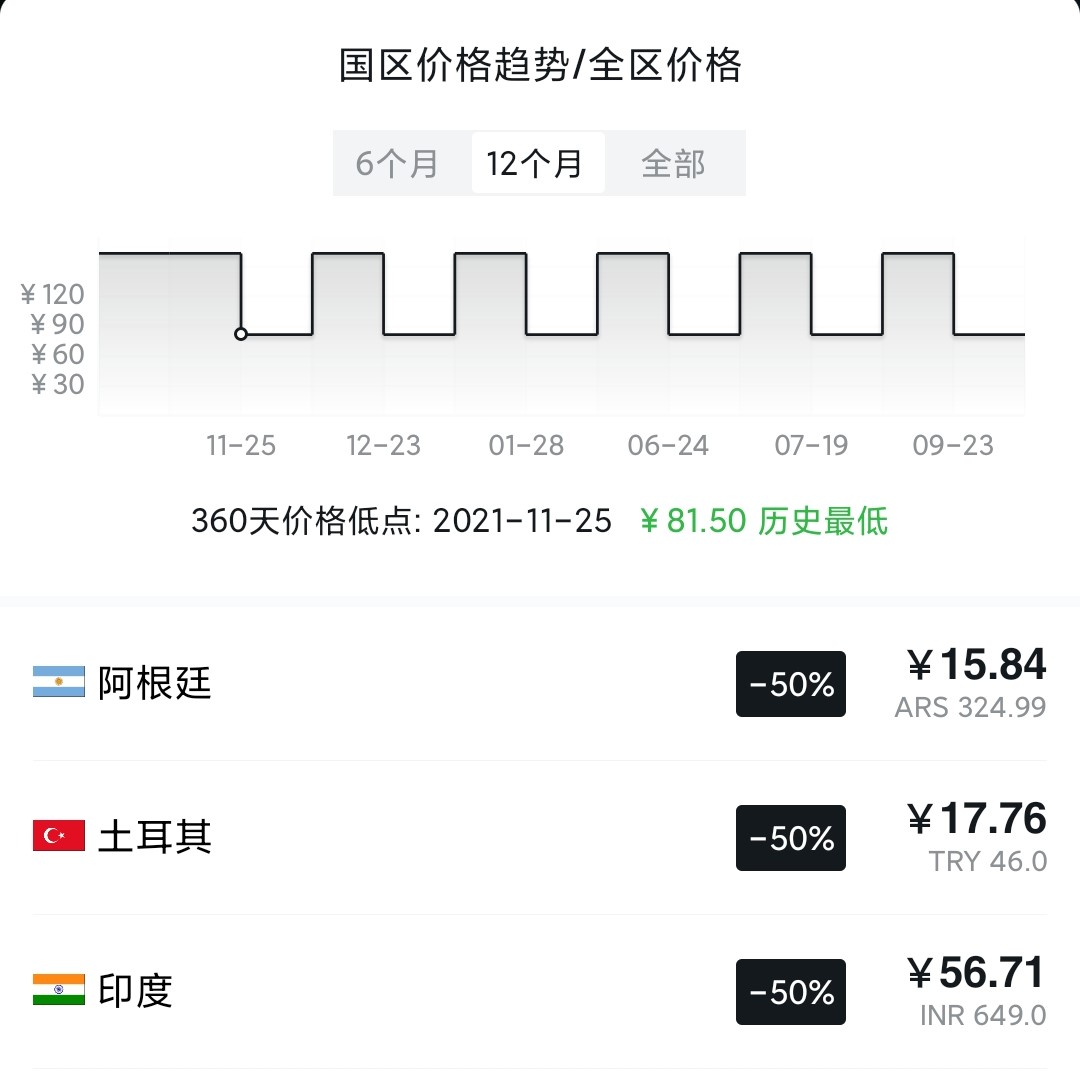 国区价格趋势/全区价格
6个月 12个月 全部
¥120
¥90
¥60
¥30
11-25 12-23 01-28 06-24 07-19 09-23
360天价格低点: 2021-11-25 ¥81.50 历史最低
阿根廷 -50% ¥15.84
ARS 324.99
土耳其 -50% ¥17.76
TRY 46.0
印度 -50% ¥56.71
INR 649.0